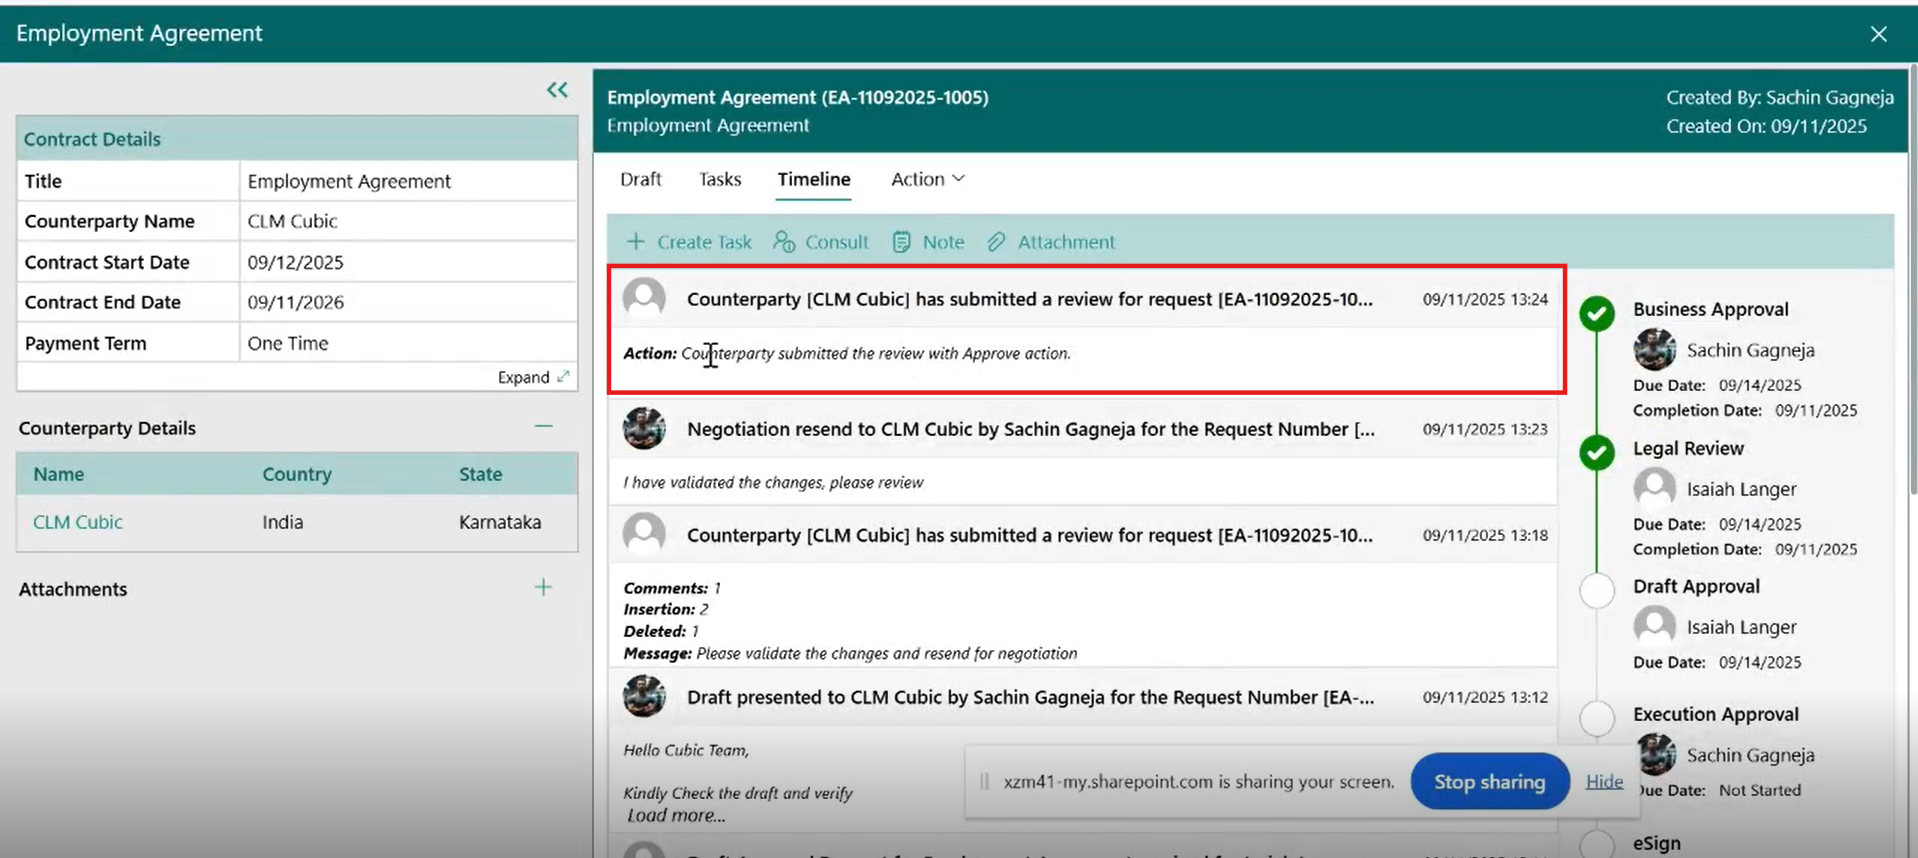 Employment Agreement
Contract Details
Title Employment Agreement
Counterparty Name CLM Cubic
Contract Start Date 09/12/2025
Contract End Date 09/11/2026
Payment Term One Time
Expand
Counterparty Details
Name Country State
CLM Cubic India Karnataka
Attachments
Employment Agreement (EA-11092025-1005)
Employment Agreement
Created By: Sachin Gagneja
Created On: 09/11/2025
Draft Tasks Timeline Action
Create Task Consult Note Attachment
Counterparty [CLM Cubic] has submitted a review for request [EA-11092025-10... 09/11/2025 13:24
Action: Counterparty submitted the review with Approve action.
Negotiation resend to CLM Cubic by Sachin Gagneja for the Request Number [... 09/11/2025 13:23
I have validated the changes, please review
Counterparty [CLM Cubic] has submitted a review for request [EA-11092025-10... 09/11/2025 13:18
Comments: 1
Insertion: 2
Deleted: 1
Message: Please validate the changes and resend for negotiation
Draft presented to CLM Cubic by Sachin Gagneja for the Request Number [EA-... 09/11/2025 13:12
Hello Cubic Team,
Kindly Check the draft and verify
Load more...
Business Approval
Sachin Gagneja
Due Date: 09/14/2025
Completion Date: 09/11/2025
Legal Review
Isaiah Langer
Due Date: 09/14/2025
Completion Date: 09/11/2025
Draft Approval
Isaiah Langer
Due Date: 09/14/2025
Execution Approval
Sachin Gagneja
Due Date: Not Started
eSign
xzm41-my.sharepoint.com is sharing your screen. Stop sharing Hide